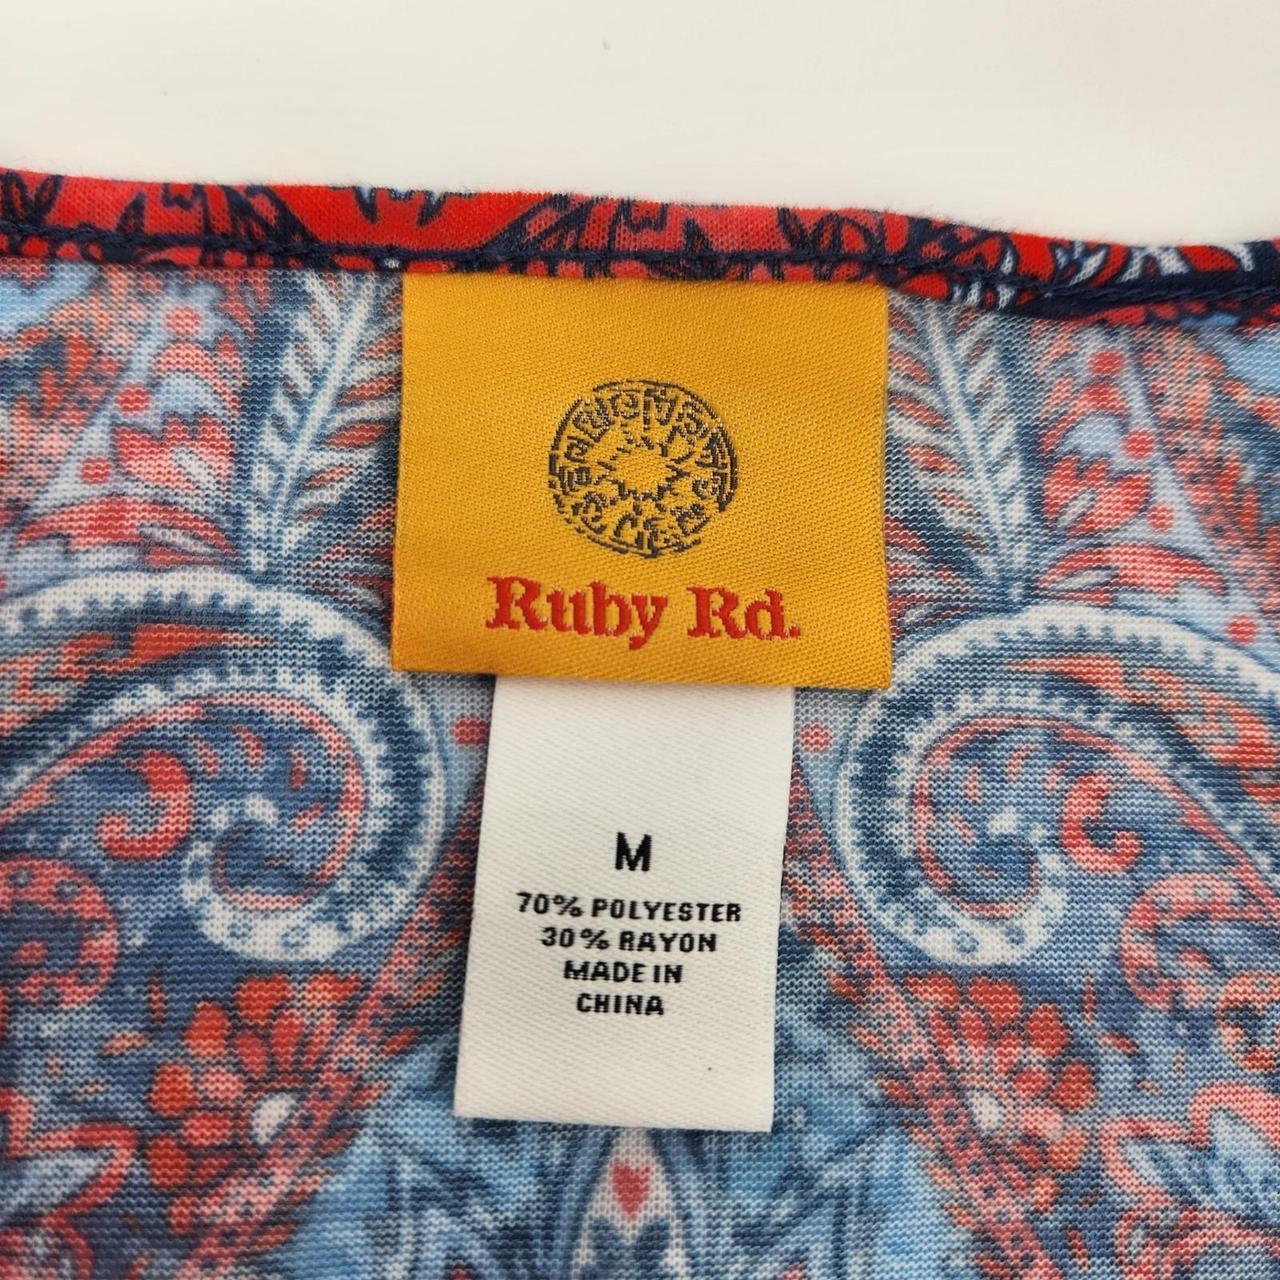 Ruby Rd.
M
70% POLYESTER
30% RAYON
MADE IN
CHINA